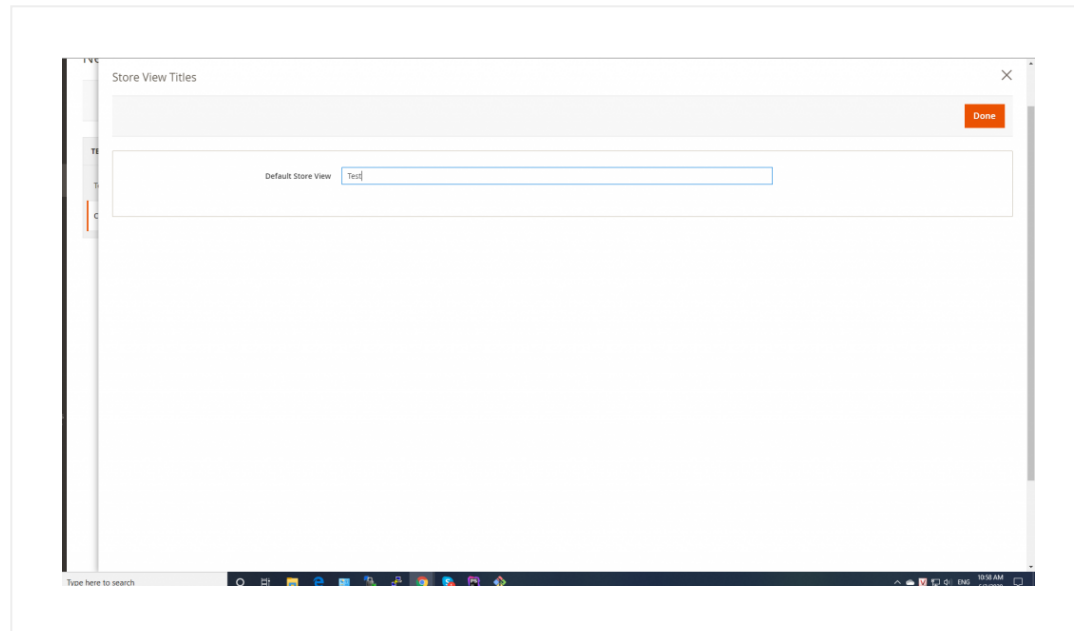 Store View Titles
Done
Default Store View
Test
Type here to search
ENG
10:58 AM